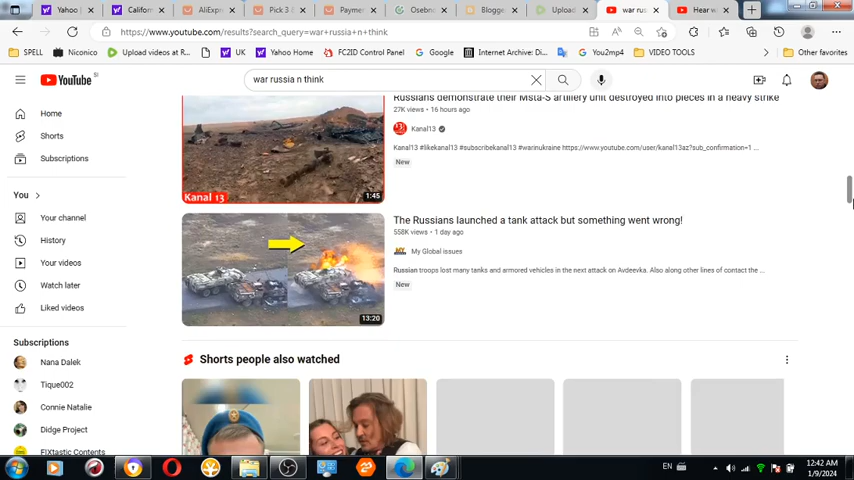 Yahoo
Califor
AliExpre
Pick 3 &
Paymer
Osebno
Blogge
Upload
war rus
Hear w
https://www.youtube.com/results?search_query=war+russia+n+think
SPELL
Niconico
Upload videos at R...
UK
Yahoo Home
FC2ID Control Panel
Google
Internet Archive: Di...
You2mp4
VIDEO TOOLS
Other favorites
YouTube SI
war russia n think
Home
Shorts
Subscriptions
You
Your channel
History
Your videos
Watch later
Liked videos
Subscriptions
Nana Dalek
Tique002
Connie Natalie
Didge Project
FIXtastic Contents
Kanal 13
1:45
Russians demonstrate their Msta-S artillery unit destroyed into pieces in a heavy strike
27K views • 16 hours ago
Kanal13
Kanal13 #likekanal13 #subscribekanal13 #warinukraine https://www.youtube.com/user/kanal13az?sub_confirmation=1 ...
New
13:20
The Russians launched a tank attack but something went wrong!
558K views • 1 day ago
My Global issues
Russian troops lost many tanks and armored vehicles in the next attack on Avdeevka. Also along other lines of contact the ...
New
Shorts people also watched
EN
12:42 AM
1/9/2024